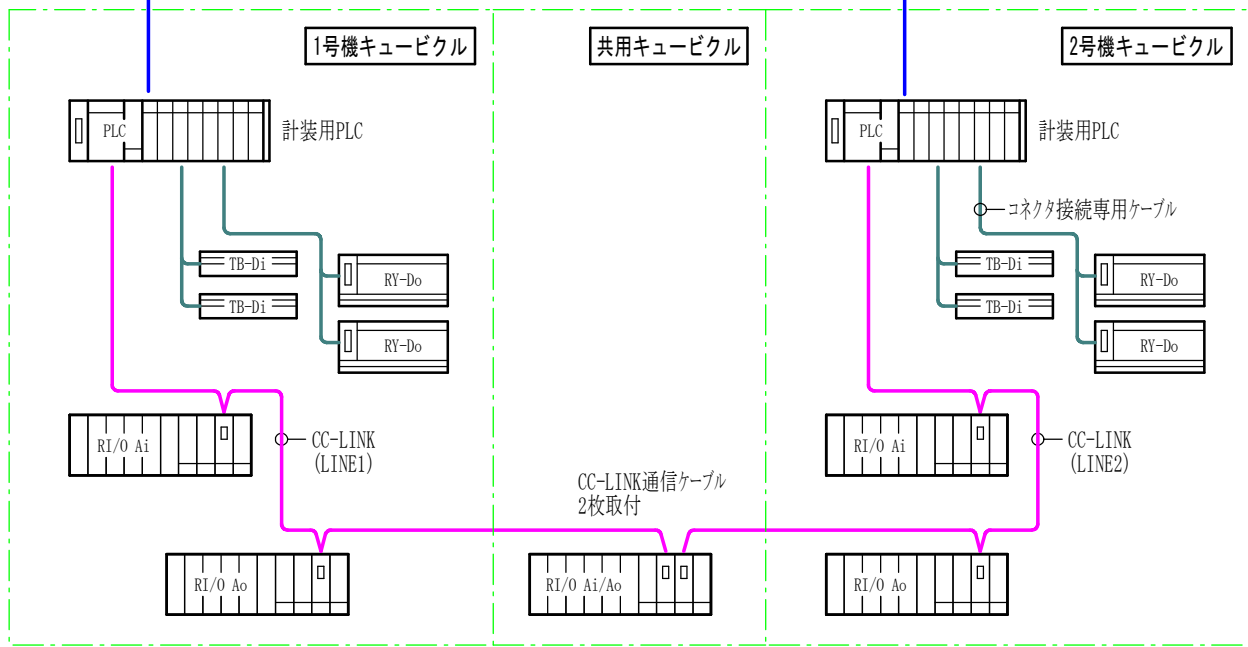 1号機キュービクル
共用キュービクル
2号機キュービクル
PLC
計装用PLC
PLC
計装用PLC
コネクタ接続専用ケーブル
TB-Di
RY-Do
TB-Di
RY-Do
TB-Di
RY-Do
TB-Di
RY-Do
RI/O Ai
CC-LINK
(LINE1)
RI/O Ai
CC-LINK
(LINE2)
CC-LINK通信ケーブル
2枚取付
RI/O Ao
RI/O Ai/Ao
RI/O Ao